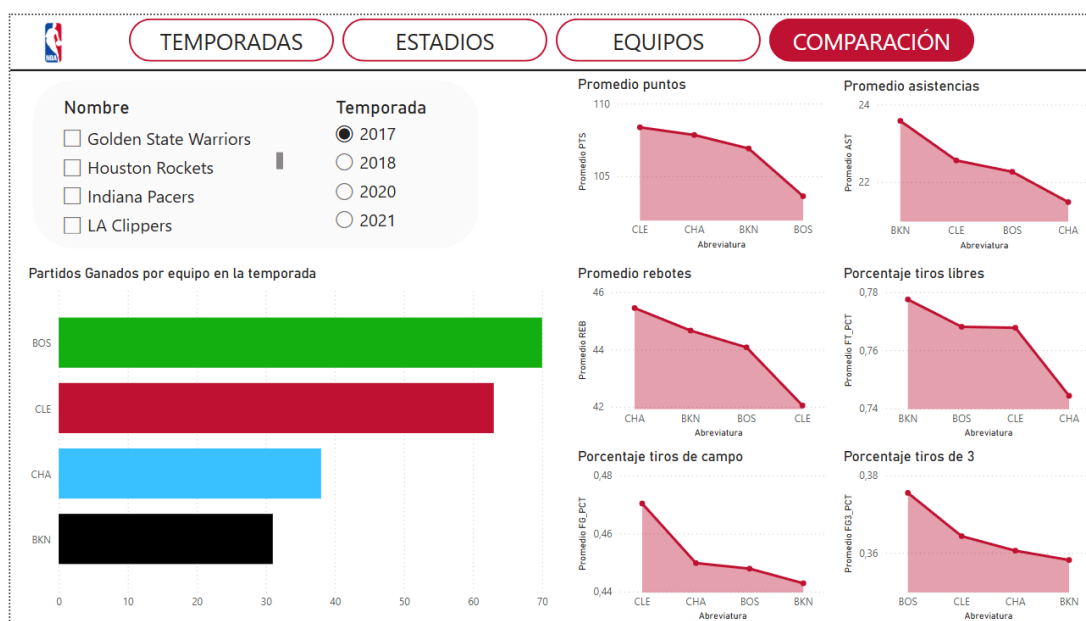 NBA
TEMPORADAS
ESTADIOS
EQUIPOS
COMPARACIÓN
Nombre
Golden State Warriors
Houston Rockets
Indiana Pacers
LA Clippers
Temporada
2017
2018
2020
2021
Partidos Ganados por equipo en la temporada
BOS
CLE
CHA
BKN
0 10 20 30 40 50 60 70
Promedio puntos
Promedio PTS
110
105
CLE CHA BKN BOS
Abreviatura
Promedio asistencias
Promedio AST
24
22
BKN CLE BOS CHA
Abreviatura
Promedio rebotes
Promedio REB
46
44
42
CHA BKN BOS CLE
Abreviatura
Porcentaje tiros libres
Promedio FT_PCT
0,78
0,76
0,74
BKN BOS CLE CHA
Abreviatura
Porcentaje tiros de campo
Promedio FG_PCT
0,48
0,46
0,44
CLE CHA BOS BKN
Abreviatura
Porcentaje tiros de 3
Promedio FG3_PCT
0,38
0,36
BOS CLE CHA BKN
Abreviatura